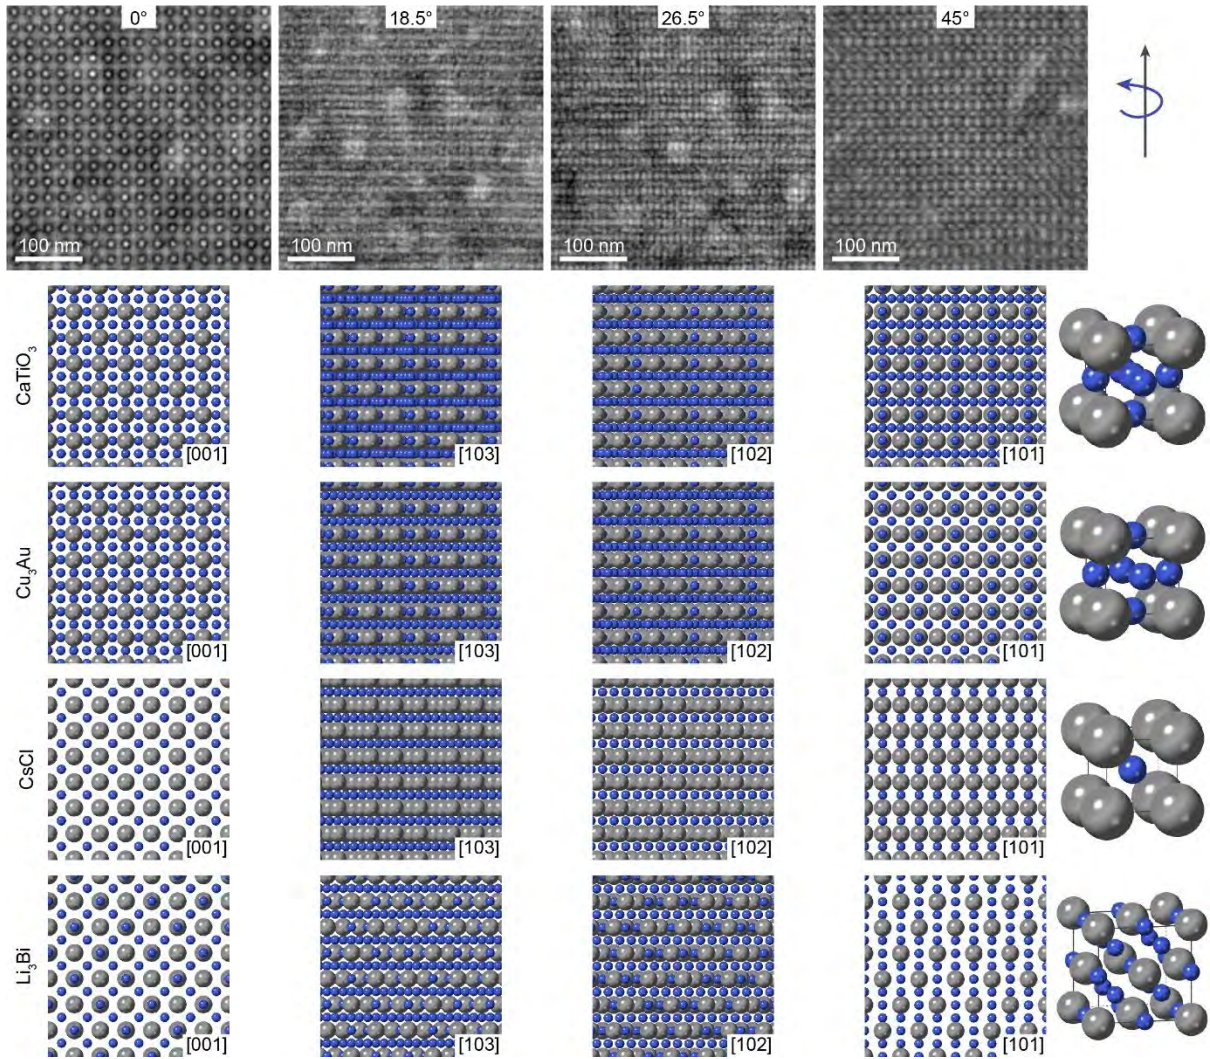 0° 18.5° 26.5° 45°
100 nm 100 nm 100 nm 100 nm
CaTiO₃
[001] [103] [102] [101]
Cu₃Au
[001] [103] [102] [101]
CsCl
[001] [103] [102] [101]
Li₃Bi
[001] [103] [102] [101]